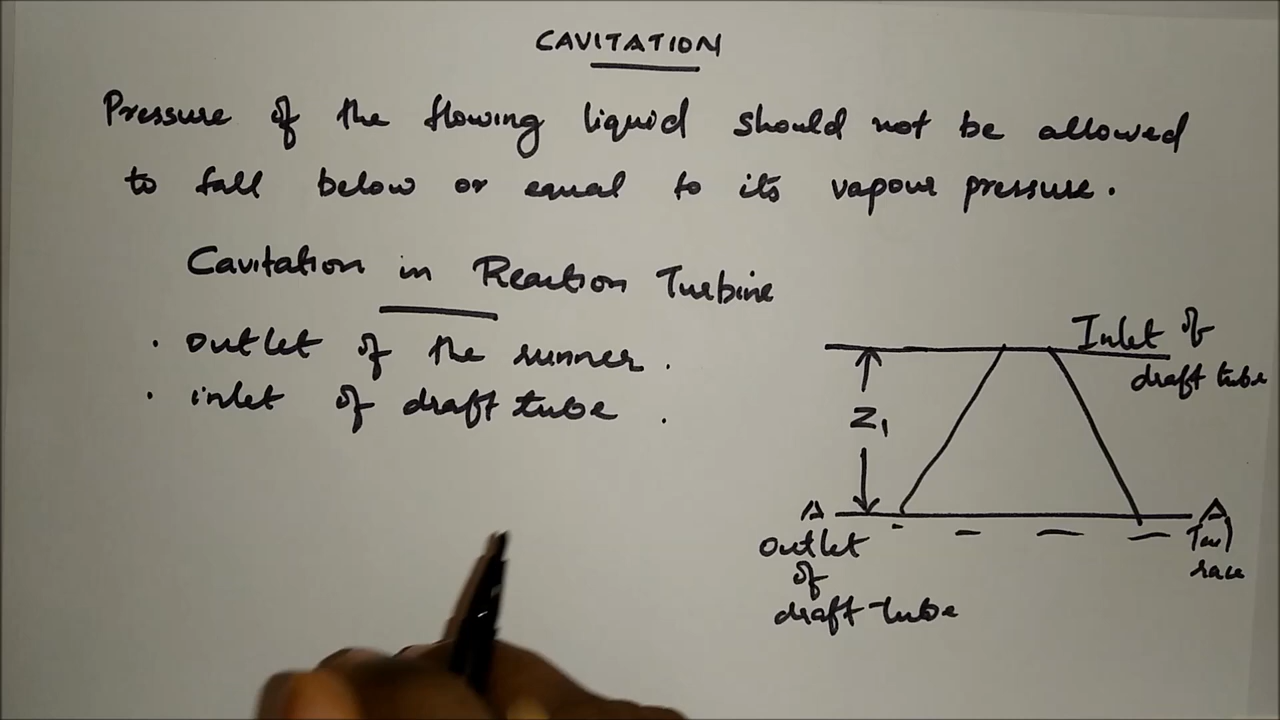 CAVITATION
Pressure of the flowing liquid should not be allowed
to fall below or equal to its vapour pressure.
Cavitation in Reaction Turbine
. outlet of the runner .
. inlet of draft tube .
Inlet of
draft tube
Z1
A A
outlet
of
draft tube
Tail
race